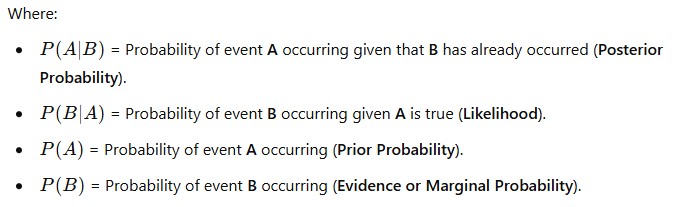 Where:
• P(A|B) = Probability of event A occurring given that B has already occurred (Posterior
Probability).
• P(B|A) = Probability of event B occurring given A is true (Likelihood).
• P(A) = Probability of event A occurring (Prior Probability).
• P(B) = Probability of event B occurring (Evidence or Marginal Probability).